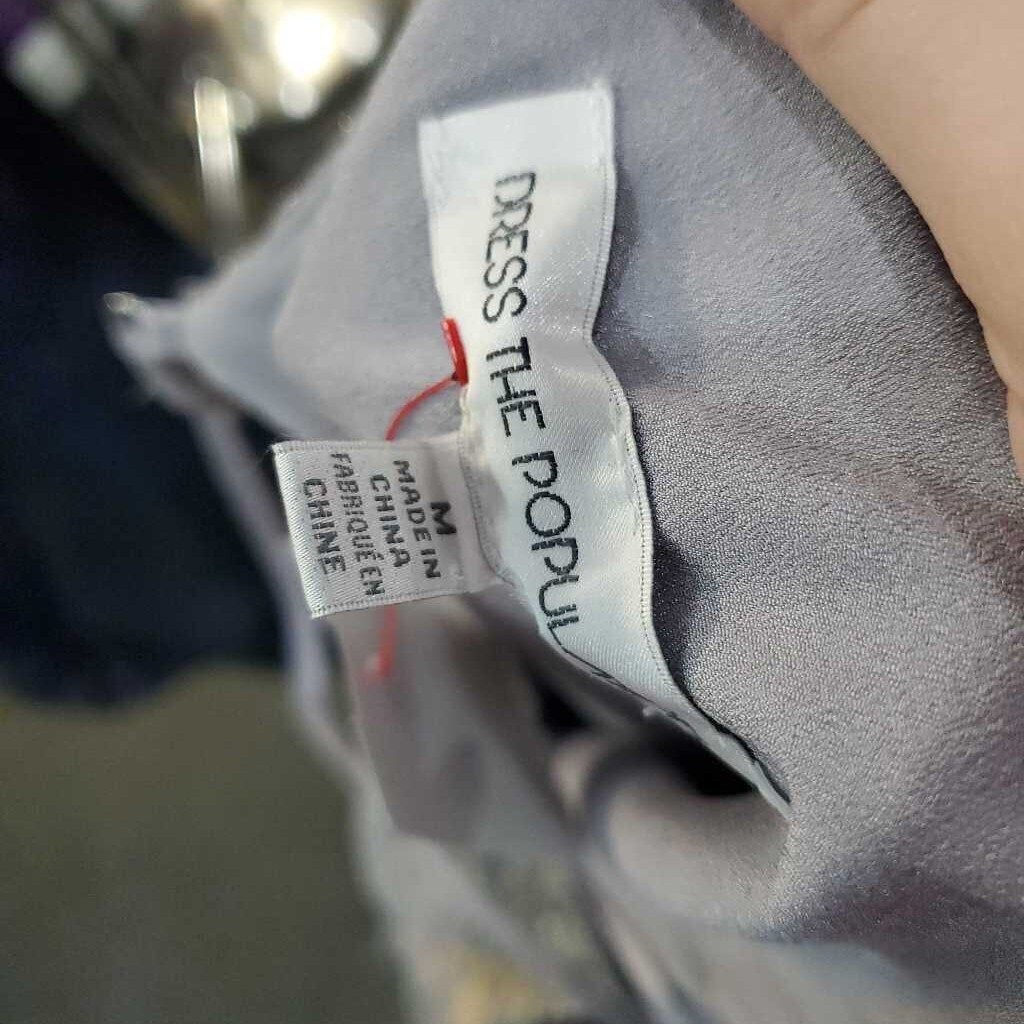 DRESS THE POPUL
M
MADE IN
CHINA
FABRIQUÉ EN
CHINE